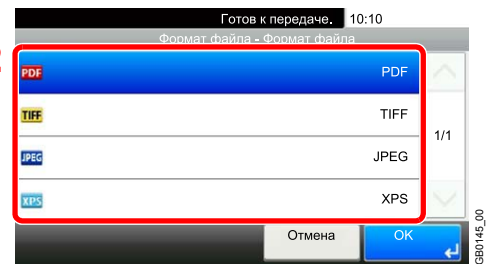 Готов к передаче. 10:10
Формат файла - Формат файла
PDF PDF
TIFF TIFF
1/1
JPEG JPEG
XPS XPS
Отмена OK
GB0145_00